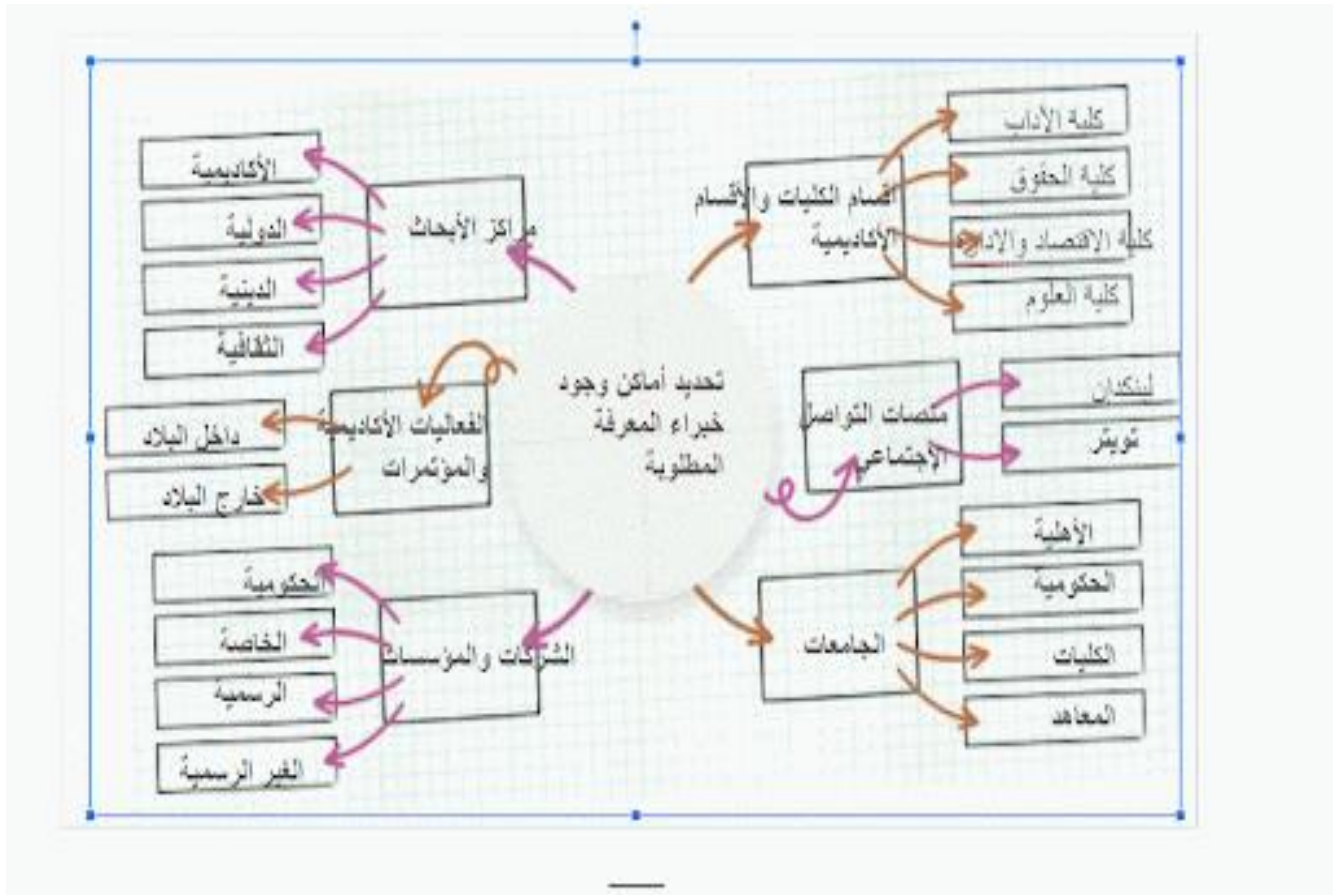 تحديد أماكن وجود
خبراء المعرفة
المطلوبة
أقسام الكليات والأقسام
الأكاديمية
كلية الآداب
كلية الحقوق
كلية الاقتصاد والإدارة
كلية العلوم
منصات التواصل
الإجتماعي
لينكدإن
تويتر
الجامعات
الأهلية
الحكومية
الكليات
المعاهد
مراكز الأبحاث
الأكاديمية
الدولية
الدينية
الثقافية
الفعاليات الأكاديمية
والمؤتمرات
داخل البلاد
خارج البلاد
الشركات والمؤسسات
الحكومية
الخاصة
الرسمية
الغير الرسمية